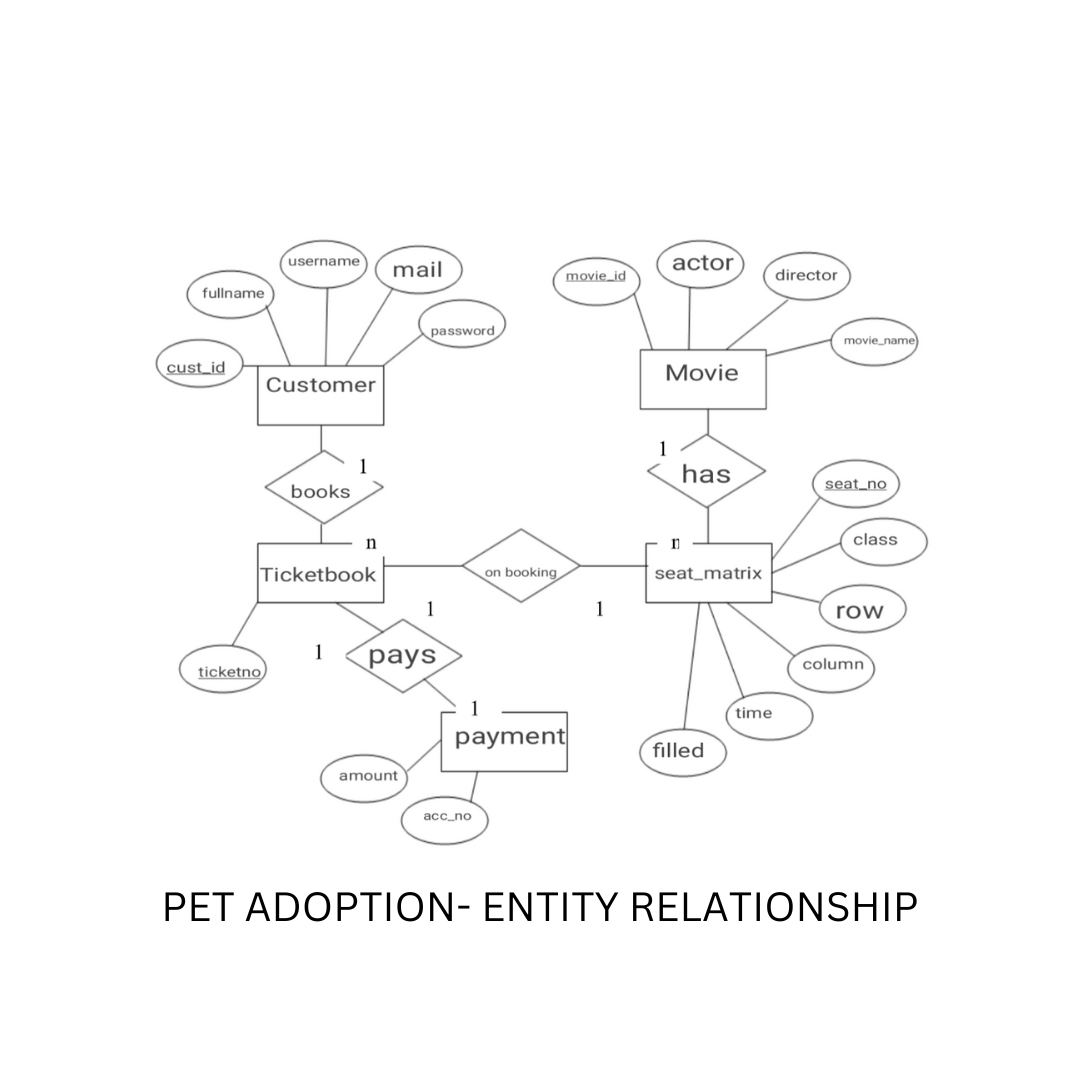 username
mail
actor
movie_id
director
fullname
password
movie_name
cust_id
Customer
Movie
1
1
has
books
seat_no
n
n
class
Ticketbook
on booking
seat_matrix
1
1
row
1
pays
column
ticketno
1
time
payment
filled
amount
acc_no
PET ADOPTION- ENTITY RELATIONSHIP